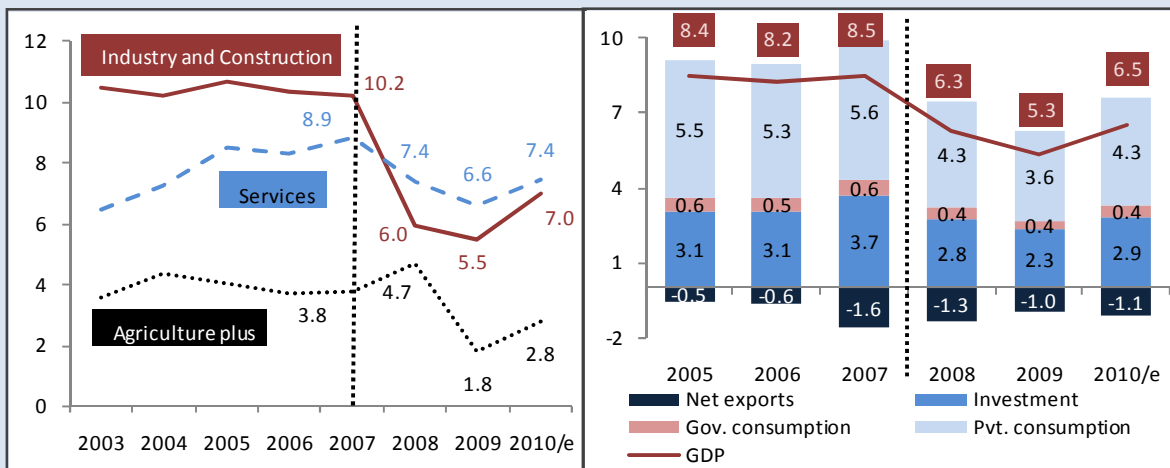 12
10
8
6
4
2
0
Industry and Construction
Services
Agriculture plus
10.2
8.9
7.4
6.6
7.4
6.0
5.5
7.0
3.8
4.7
1.8
2.8
2003 2004 2005 2006 2007 2008 2009 2010/e
10
7
4
1
-2
8.4 8.2 8.5 6.3 5.3 6.5
5.5 5.3 5.6 4.3 3.6 4.3
0.6 0.5 0.6 0.4 0.4 0.4
3.1 3.1 3.7 2.8 2.3 2.9
-0.5 -0.6 -1.6 -1.3 -1.0 -1.1
2005 2006 2007 2008 2009 2010/e
Net exports Investment
Gov. consumption Pvt. consumption
GDP